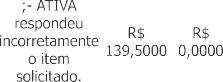 ;- ATIVA
respondeu
incorretamente
o item
solicitado.
R$
139,5000
R$
0,0000